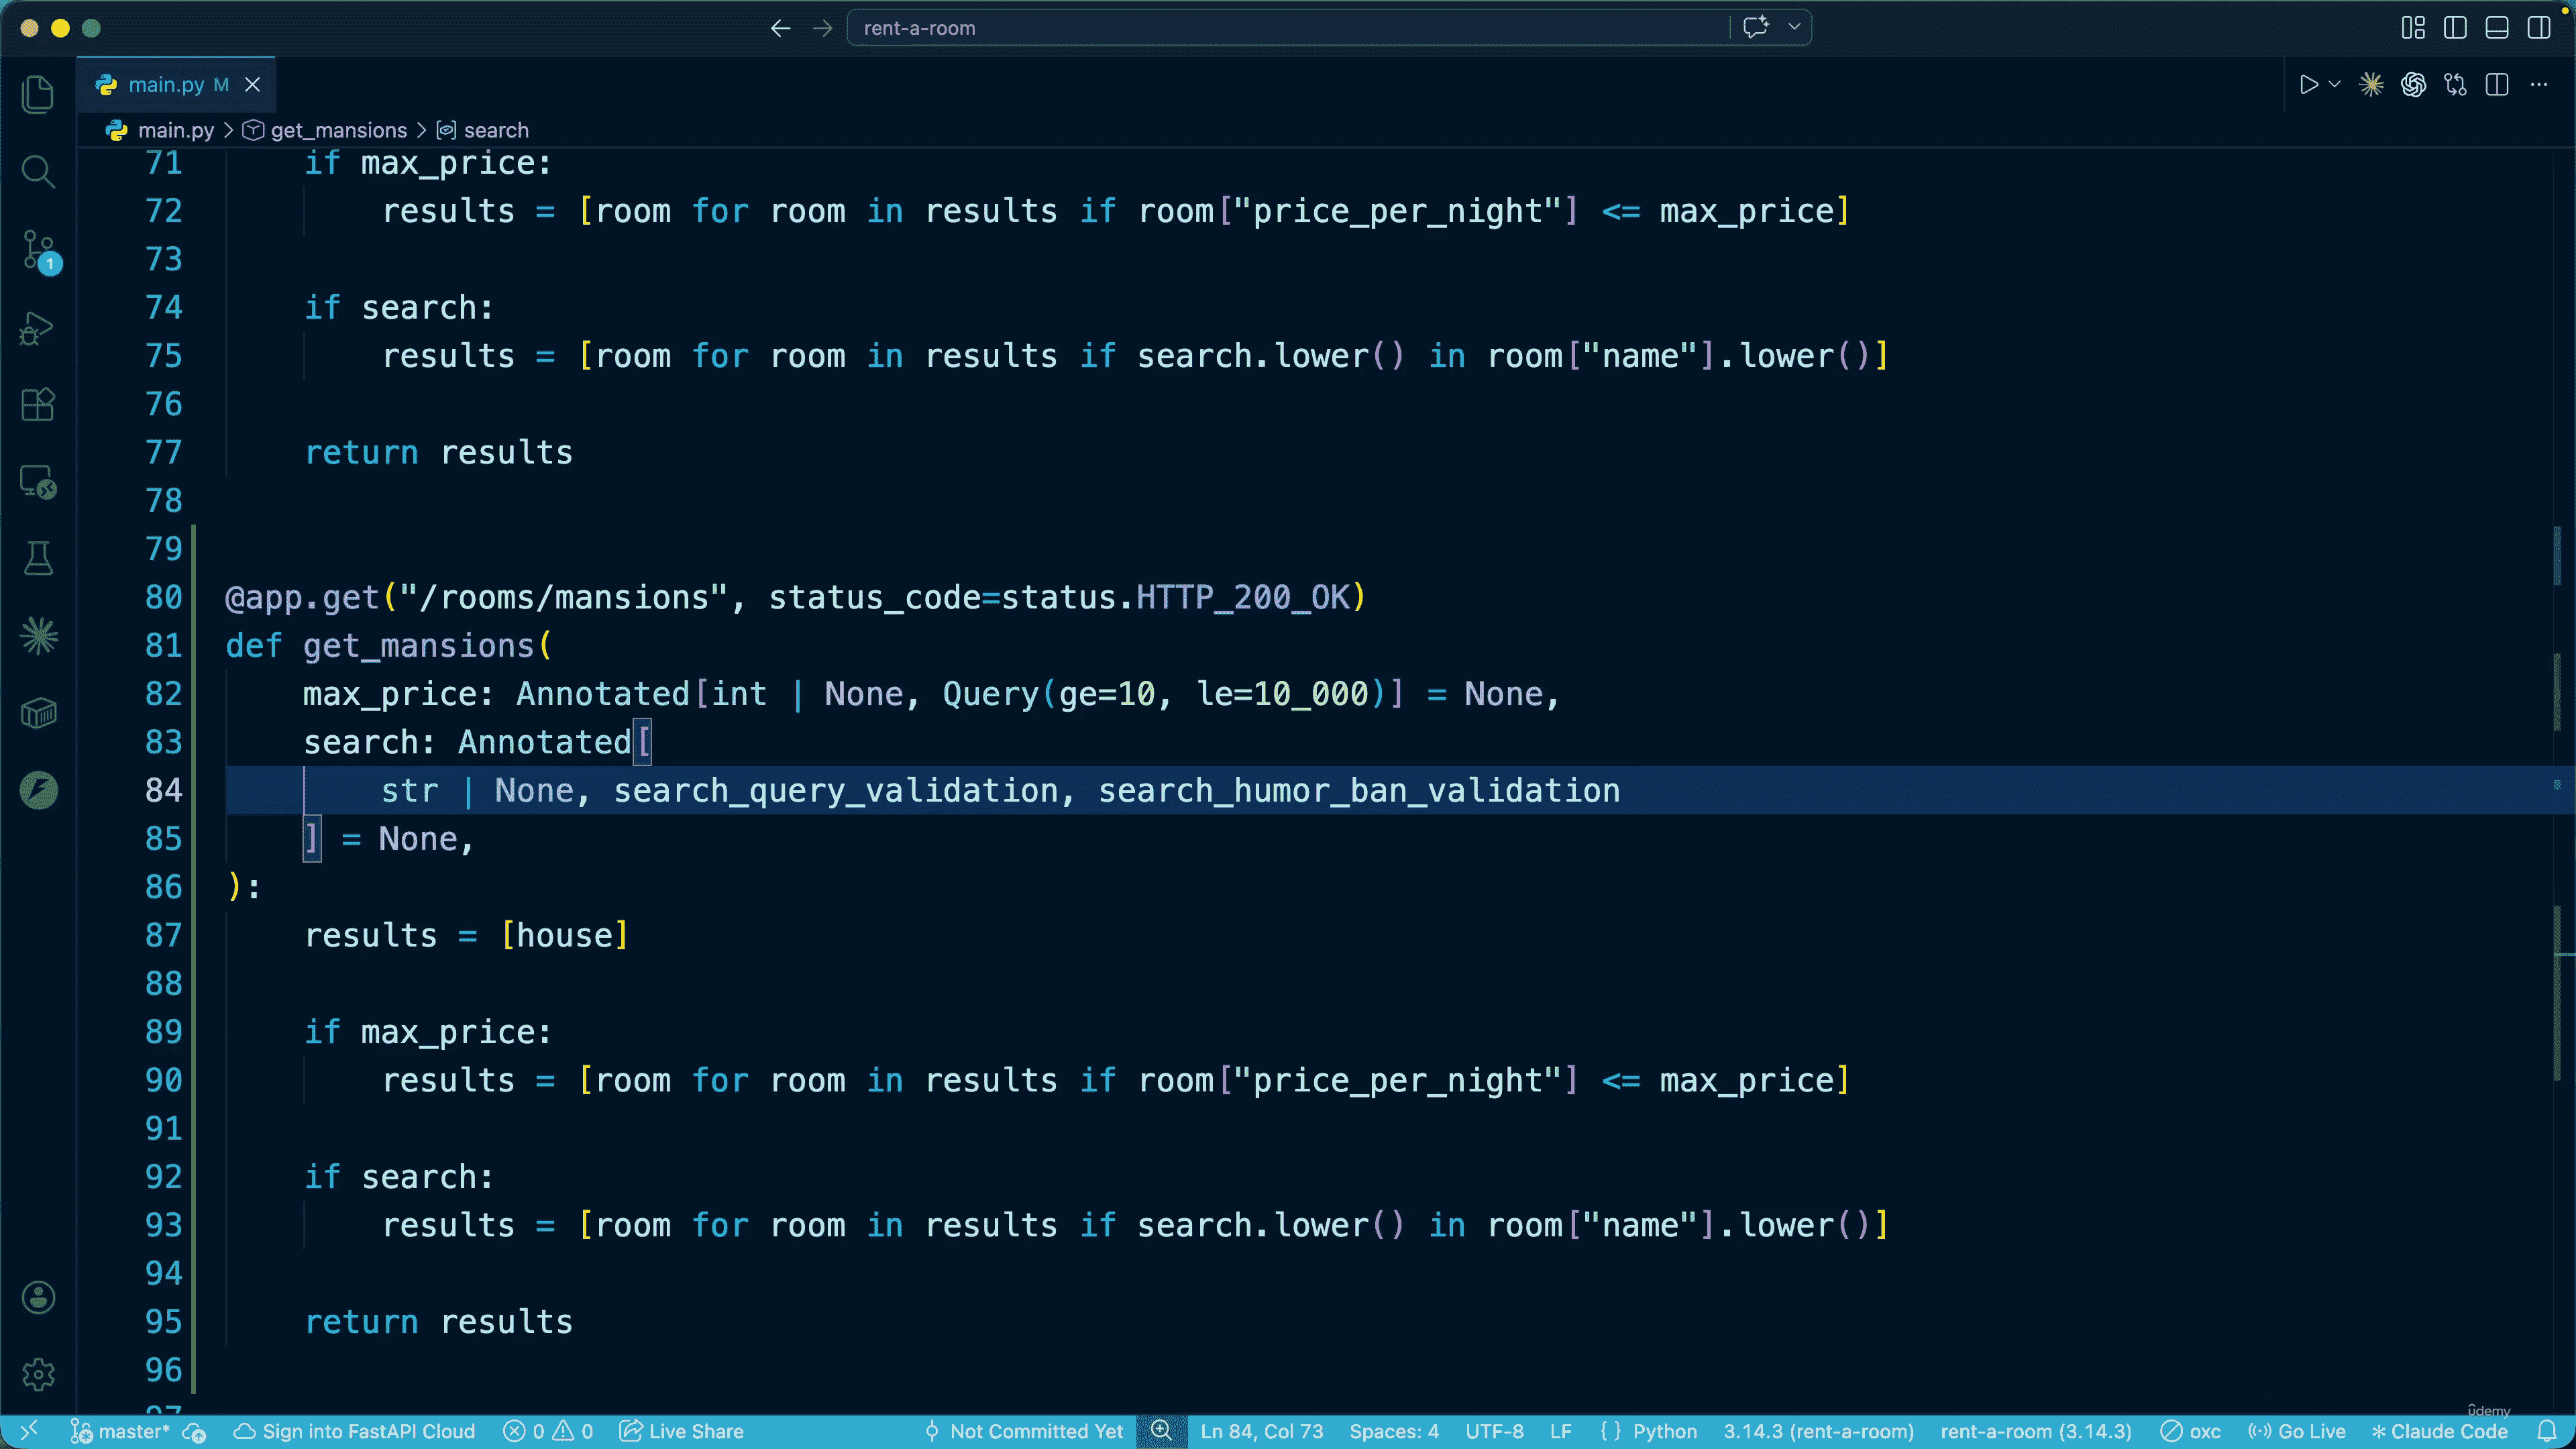 rent-a-room
main.py M
main.py > get_mansions > search
71 if max_price:
72 results = [room for room in results if room["price_per_night"] <= max_price]
73
74 if search:
75 results = [room for room in results if search.lower() in room["name"].lower()]
76
77 return results
78
79
80 @app.get("/rooms/mansions", status_code=status.HTTP_200_OK)
81 def get_mansions(
82 max_price: Annotated[int | None, Query(ge=10, le=10_000)] = None,
83 search: Annotated[
84 str | None, search_query_validation, search_humor_ban_validation
85 ] = None,
86 ):
87 results = [house]
88
89 if max_price:
90 results = [room for room in results if room["price_per_night"] <= max_price]
91
92 if search:
93 results = [room for room in results if search.lower() in room["name"].lower()]
94
95 return results
96
97
1
udemy
master* Sign into FastAPI Cloud 0 0 Live Share Not Committed Yet Ln 84, Col 73 Spaces: 4 UTF-8 LF { } Python 3.14.3 (rent-a-room) rent-a-room (3.14.3) oxc Go Live Claude Code